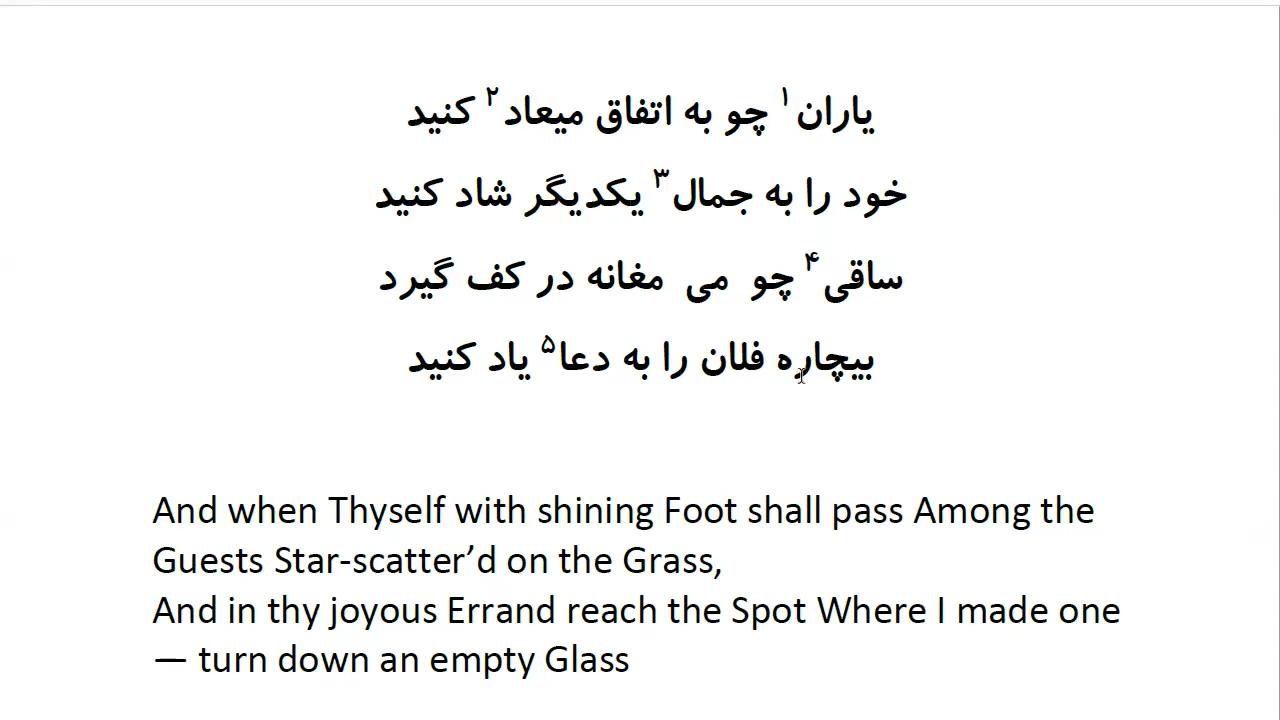 یاران۱ چو به اتفاق میعاد۲ کنید
خود را به جمال۳ یکدیگر شاد کنید
ساقی۴ چو می مغانه در کف گیرد
بیچاره فلان را به دعا۵ یاد کنید
And when Thyself with shining Foot shall pass Among the
Guests Star-scatter’d on the Grass,
And in thy joyous Errand reach the Spot Where I made one
— turn down an empty Glass